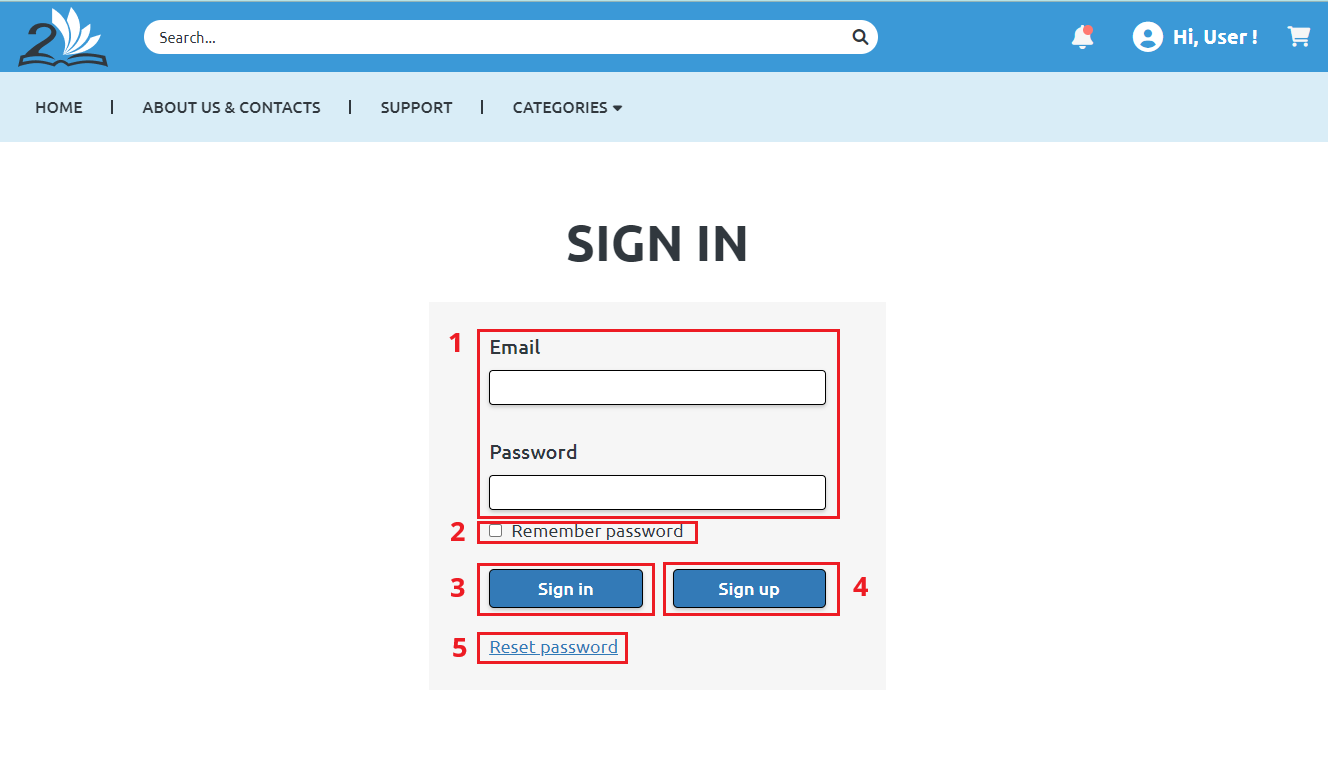 2 Search... Hi, User !
HOME | ABOUT US & CONTACTS | SUPPORT | CATEGORIES
SIGN IN
1 Email
Password
2 Remember password
3 Sign in Sign up 4
5 Reset password